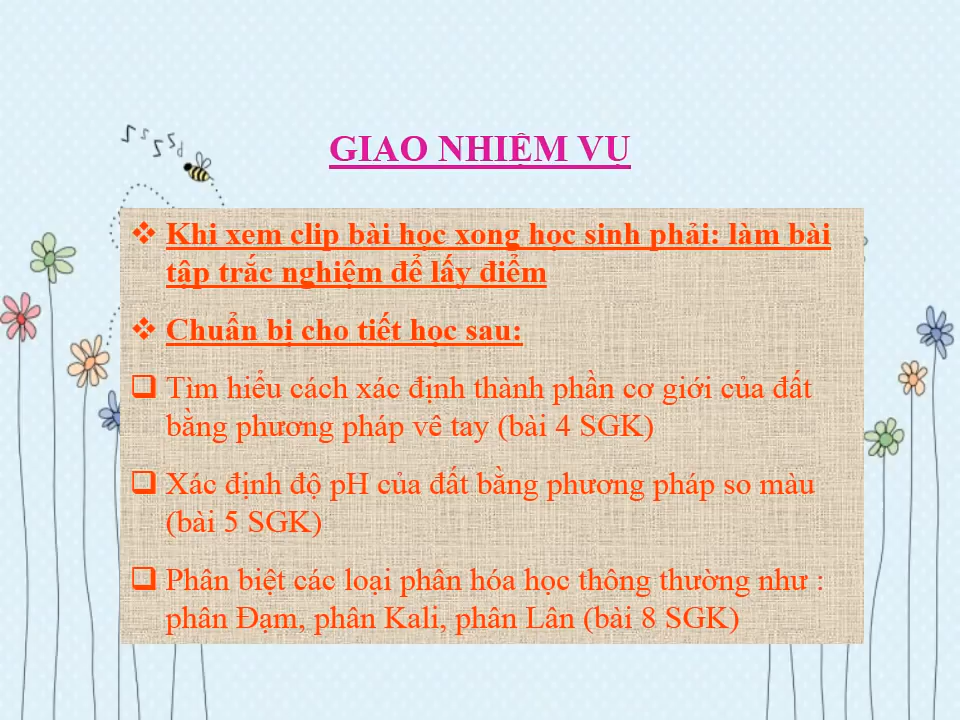 GIAO NHIỆM VỤ
Khi xem clip bài học xong học sinh phải: làm bài
tập trắc nghiệm để lấy điểm
Chuẩn bị cho tiết học sau:
Tìm hiểu cách xác định thành phần cơ giới của đất
bằng phương pháp vê tay (bài 4 SGK)
Xác định độ pH của đất bằng phương pháp so màu
(bài 5 SGK)
Phân biệt các loại phân hóa học thông thường như :
phân Đạm, phân Kali, phân Lân (bài 8 SGK)